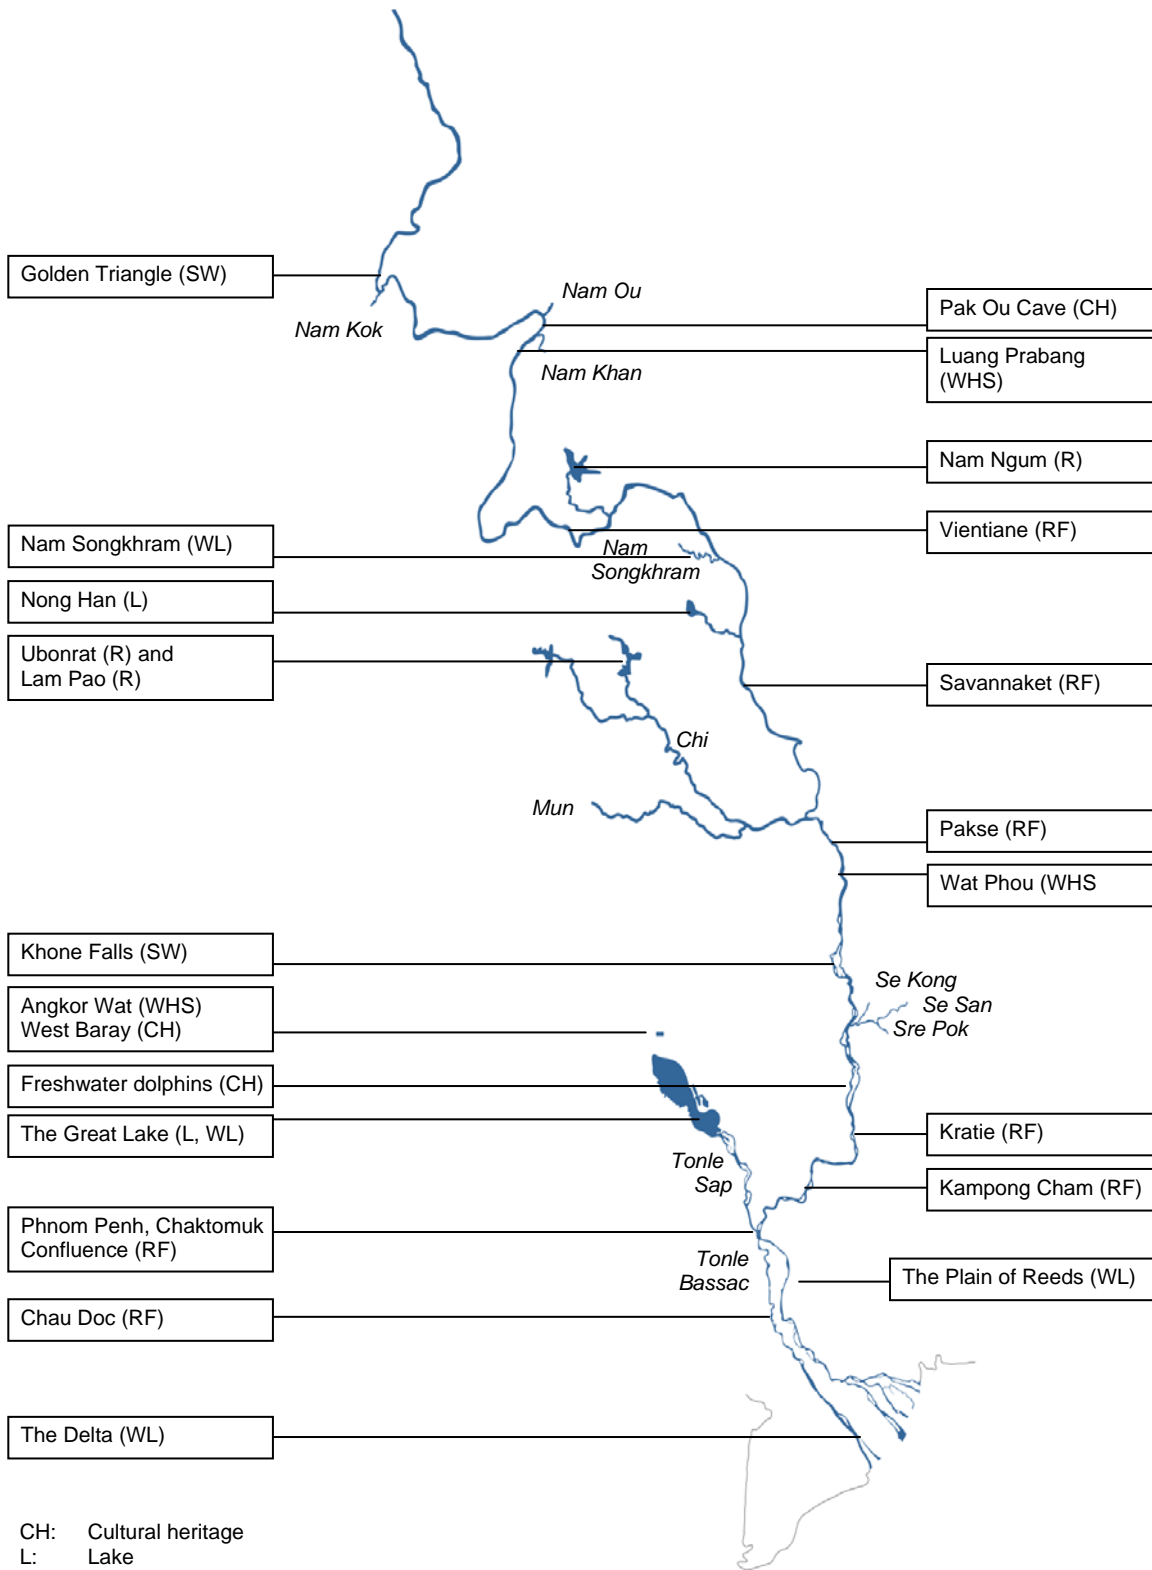 Golden Triangle (SW)
Nam Ou
Nam Kok
Pak Ou Cave (CH)
Luang Prabang
(WHS)
Nam Khan
Nam Ngum (R)
Vientiane (RF)
Nam Songkhram (WL)
Nam
Songkhram
Nong Han (L)
Ubonrat (R) and
Lam Pao (R)
Savannaket (RF)
Chi
Mun
Pakse (RF)
Wat Phou (WHS
Khone Falls (SW)
Se Kong
Se San
Sre Pok
Angkor Wat (WHS)
West Baray (CH)
Freshwater dolphins (CH)
The Great Lake (L, WL)
Kratie (RF)
Tonle
Sap
Kampong Cham (RF)
Phnom Penh, Chaktomuk
Confluence (RF)
Tonle
Bassac
The Plain of Reeds (WL)
Chau Doc (RF)
The Delta (WL)
CH: Cultural heritage
L: Lake